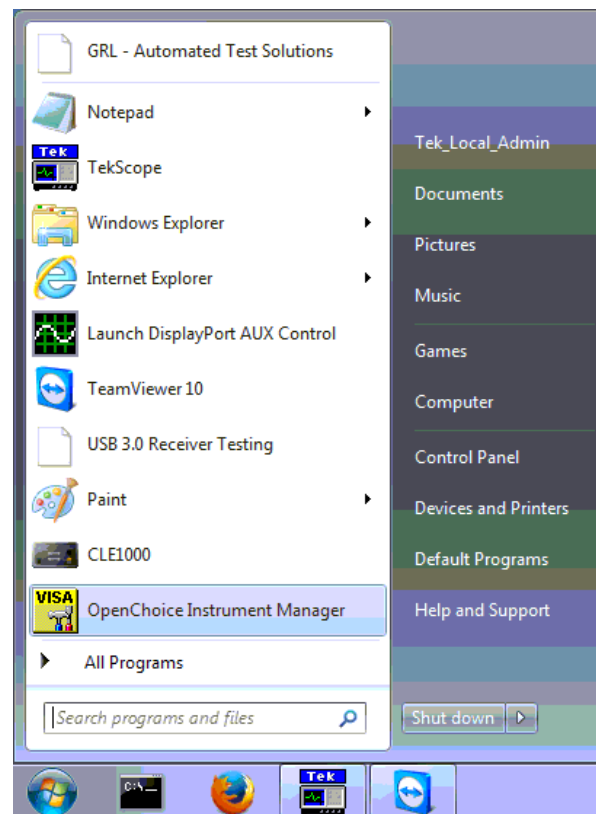 GRL - Automated Test Solutions
Notepad
Tek
TekScope
Windows Explorer
Internet Explorer
Launch DisplayPort AUX Control
TeamViewer 10
USB 3.0 Receiver Testing
Paint
CLE1000
VISA
OpenChoice Instrument Manager
All Programs
Search programs and files
Tek_Local_Admin
Documents
Pictures
Music
Games
Computer
Control Panel
Devices and Printers
Default Programs
Help and Support
Shut down
C:\_
Tek